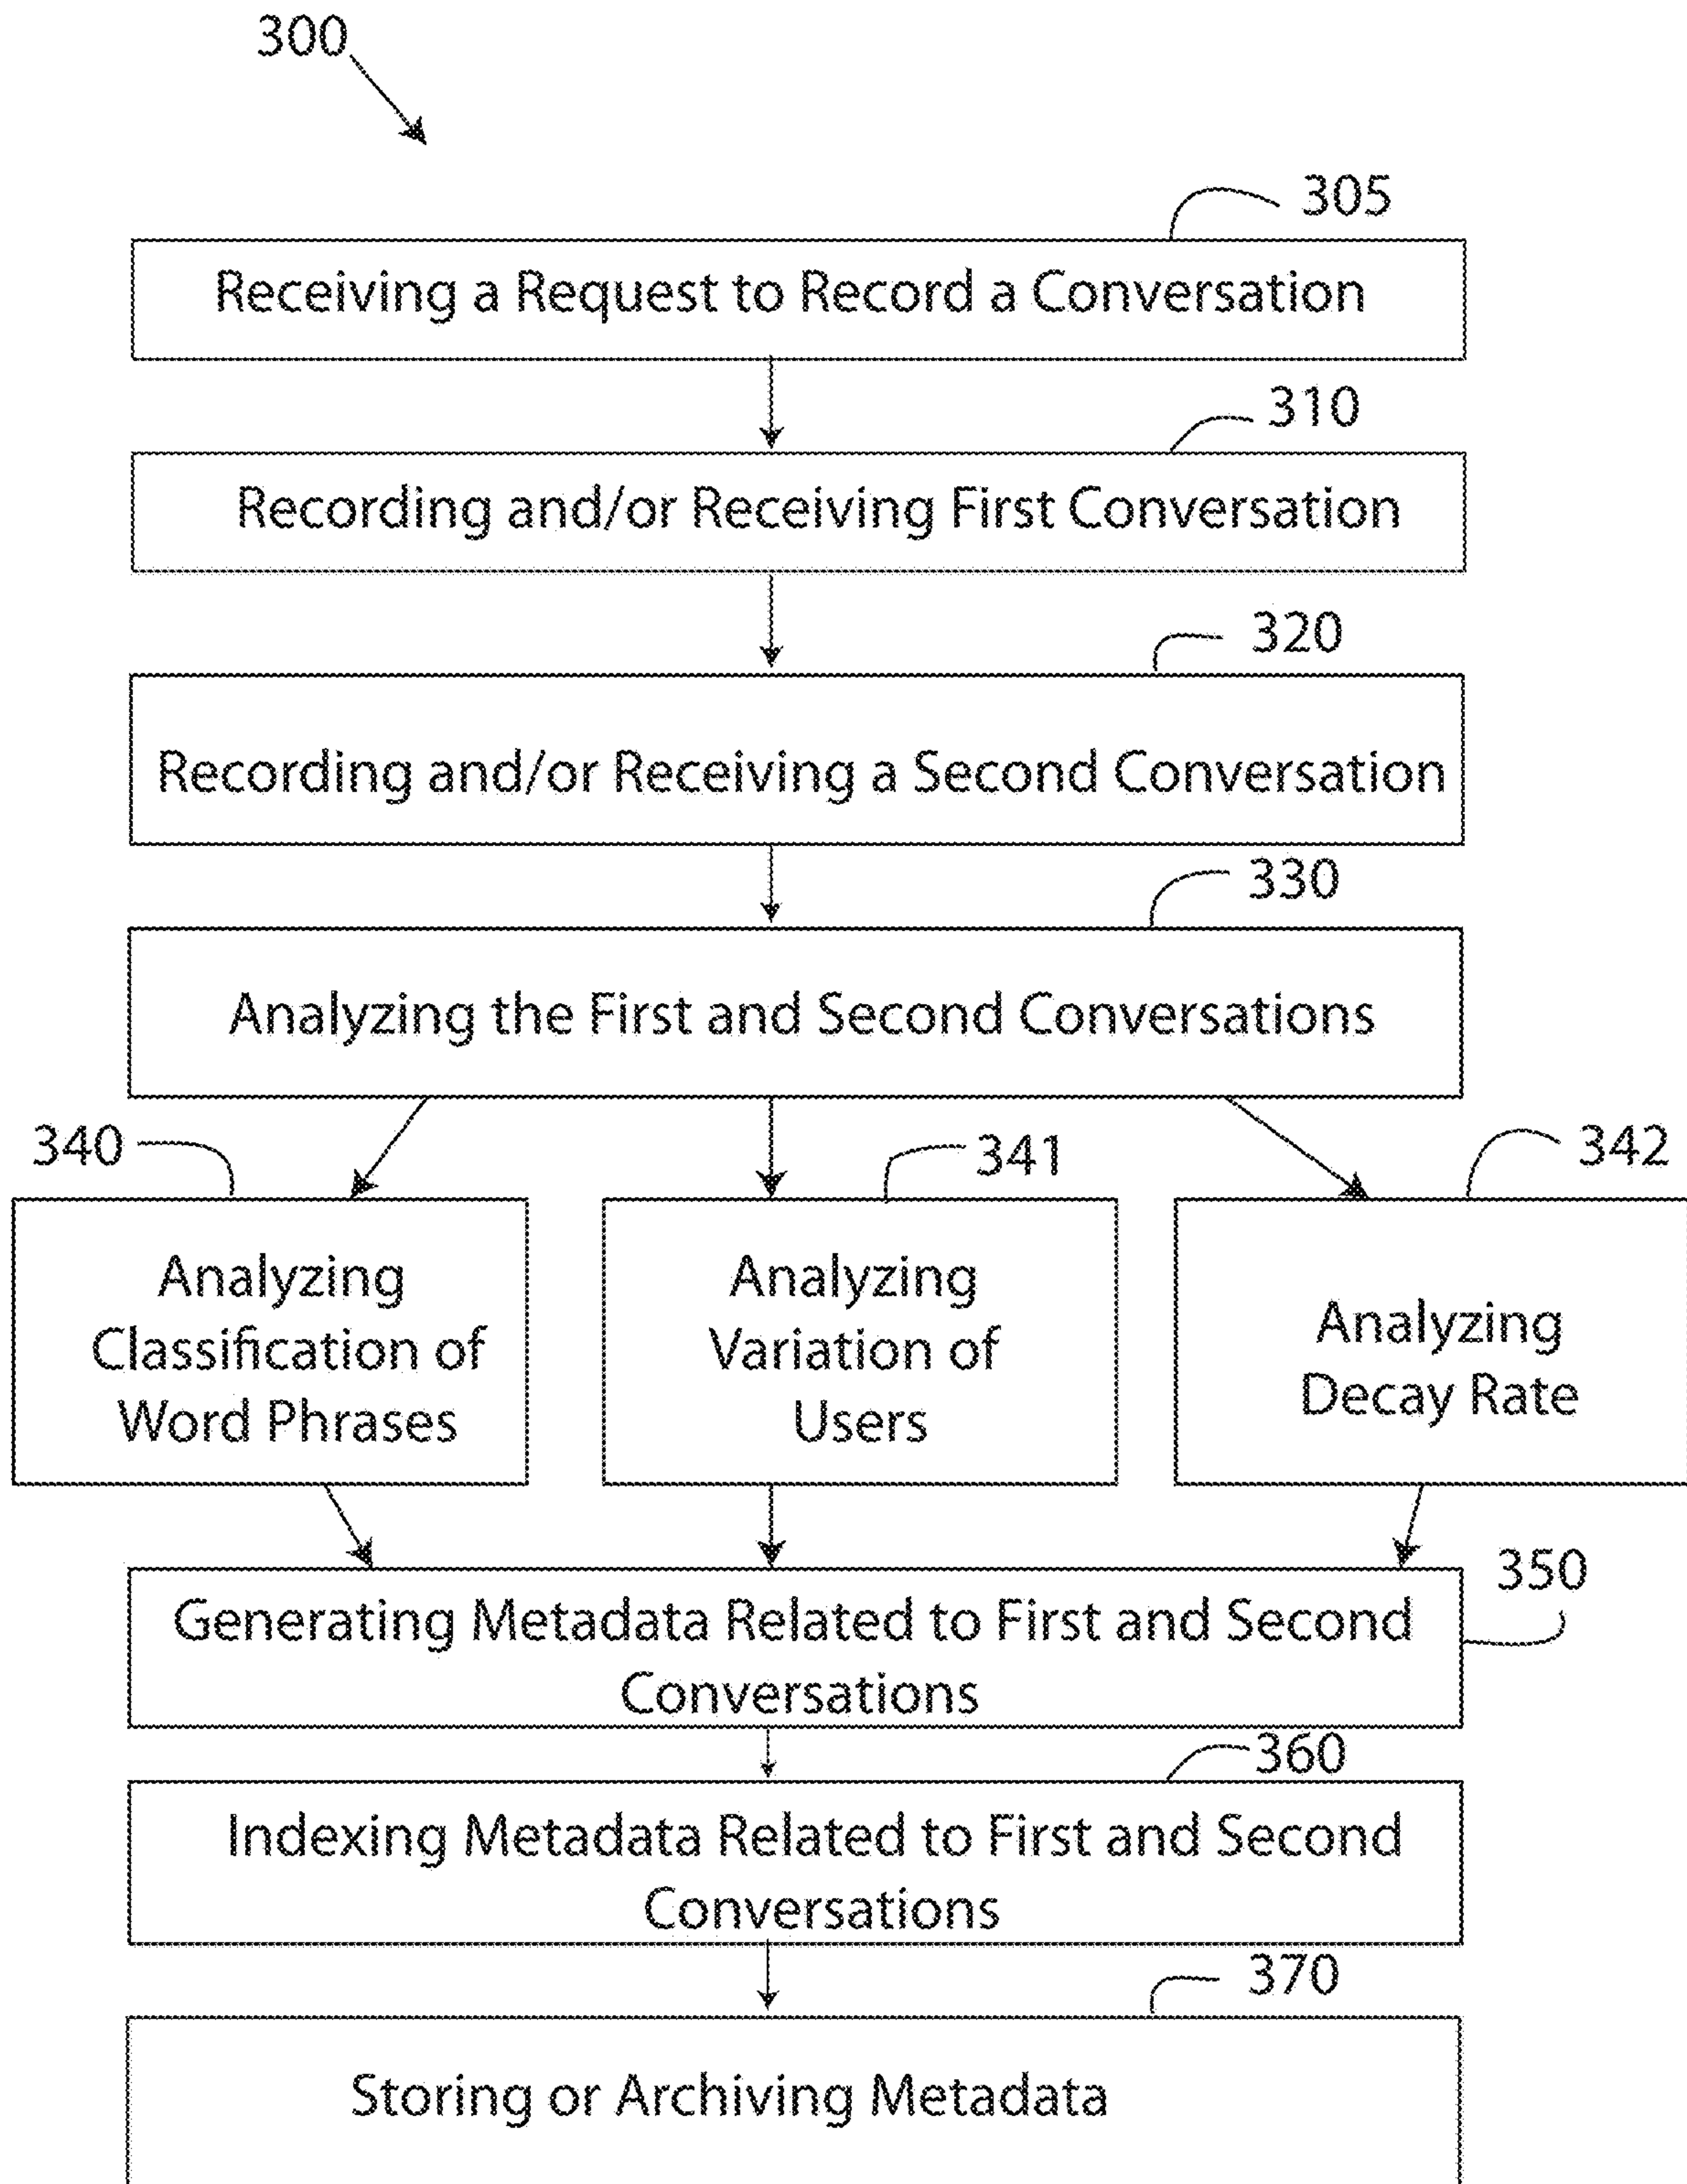 300
305
Receiving a Request to Record a Conversation
310
Recording and/or Receiving First Conversation
320
Recording and/or Receiving a Second Conversation
330
Analyzing the First and Second Conversations
340
341
342
Analyzing
Classification of
Word Phrases
Analyzing
Variation of
Users
Analyzing
Decay Rate
350
Generating Metadata Related to First and Second
Conversations
360
Indexing Metadata Related to First and Second
Conversations
370
Storing or Archiving Metadata